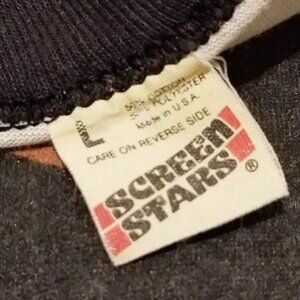 L
50% COTTON
50% POLYESTER
Made in U.S.A.
CARE ON REVERSE SIDE
SCREEN
STARS®